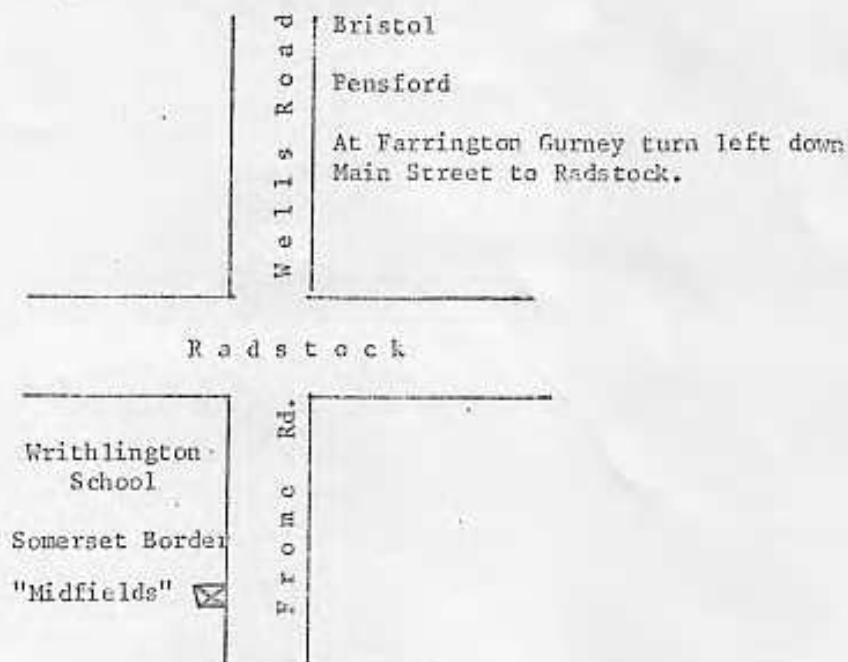 Bristol
Pensford
Wells Road
At Farrington Gurney turn left down
Main Street to Radstock.
Radstock
Frome Rd.
Writhlington
School
Somerset Border
"Midfields"